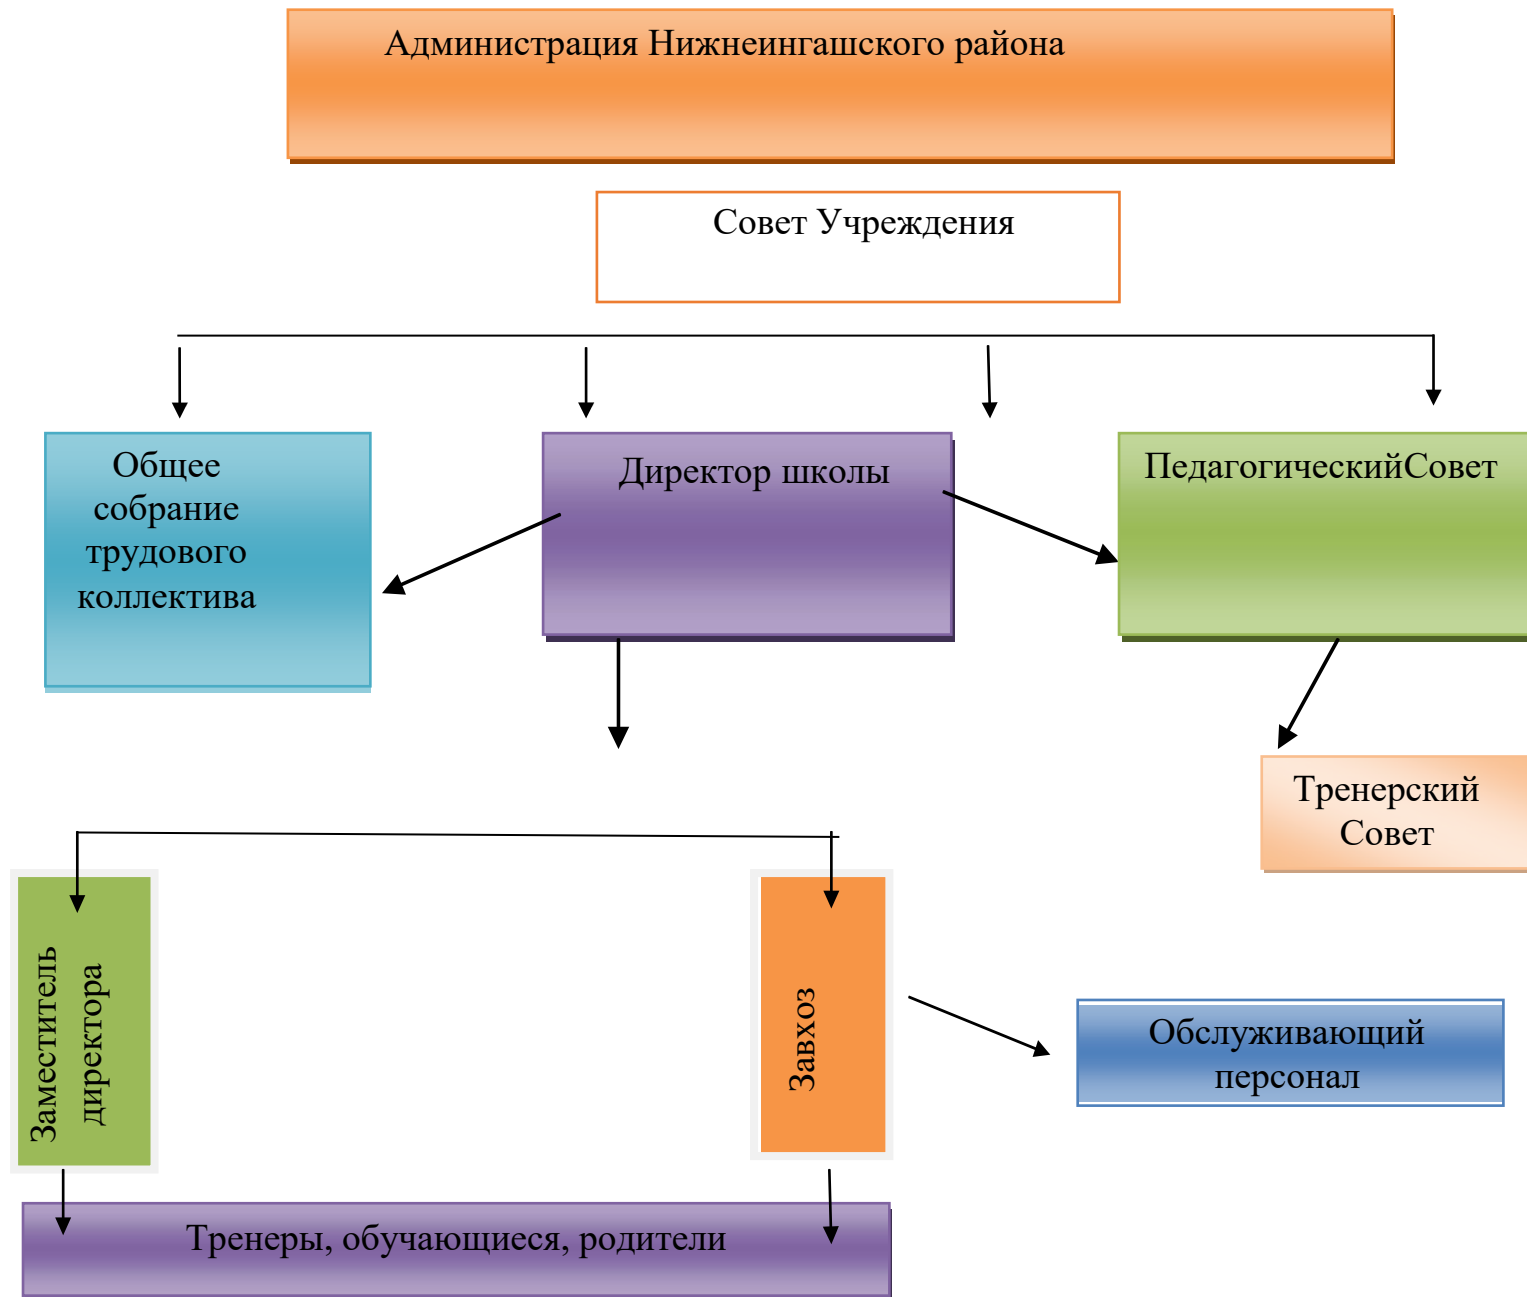 Администрация Нижнеингашского района
Совет Учреждения
Общее
собрание
трудового
коллектива
Директор школы
ПедагогическийСовет
Тренерский
Совет
Заместитель
директора
Завхоз
Обслуживающий
персонал
Тренеры, обучающиеся, родители